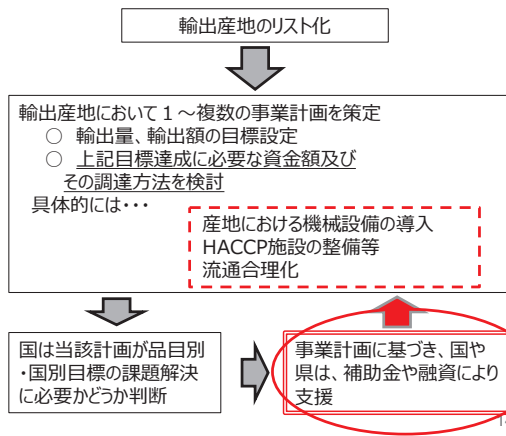 輸出産地のリスト化
輸出産地において１～複数の事業計画を策定
○ 輸出量、輸出額の目標設定
○ 上記目標達成に必要な資金額及び
その調達方法を検討
具体的には・・・
産地における機械設備の導入
HACCP施設の整備等
流通合理化
国は当該計画が品目別
・国別目標の課題解決
に必要かどうか判断
事業計画に基づき、国や
県は、補助金や融資により
支援